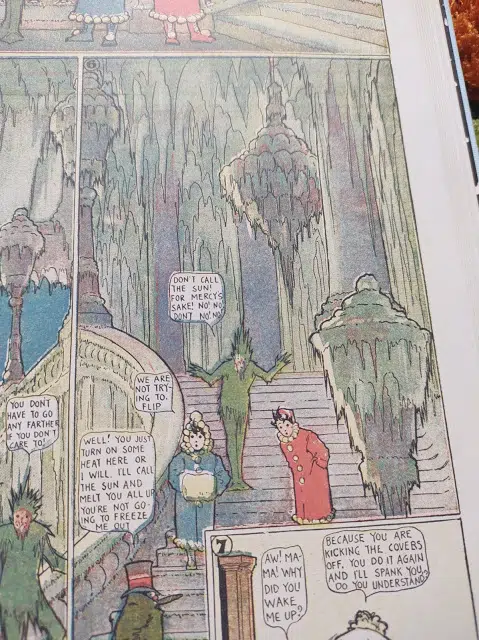 6
DON'T CALL
THE SUN!
FOR MERCY'S
SAKE! NO! NO!
DON'T NO! NO
WE ARE
NOT TRY-
ING TO.
FLIP
YOU DON'T
HAVE TO GO
ANY FARTHER
IF YOU DON'T
CARE TO!
WELL! YOU JUST
TURN ON SOME
HEAT HERE OR
I WILL. I'LL CALL
THE SUN AND
MELT YOU ALL UP
YOU'RE NOT GO-
ING TO FREEZE
ME OUT
7
AW! MA-
MA! WHY
DID YOU
WAKE
ME UP?
BECAUSE YOU ARE
KICKING THE COVERS
OFF. YOU DO IT AGAIN
AND I'LL SPANK YOU.
DO YOU UNDERSTAND?